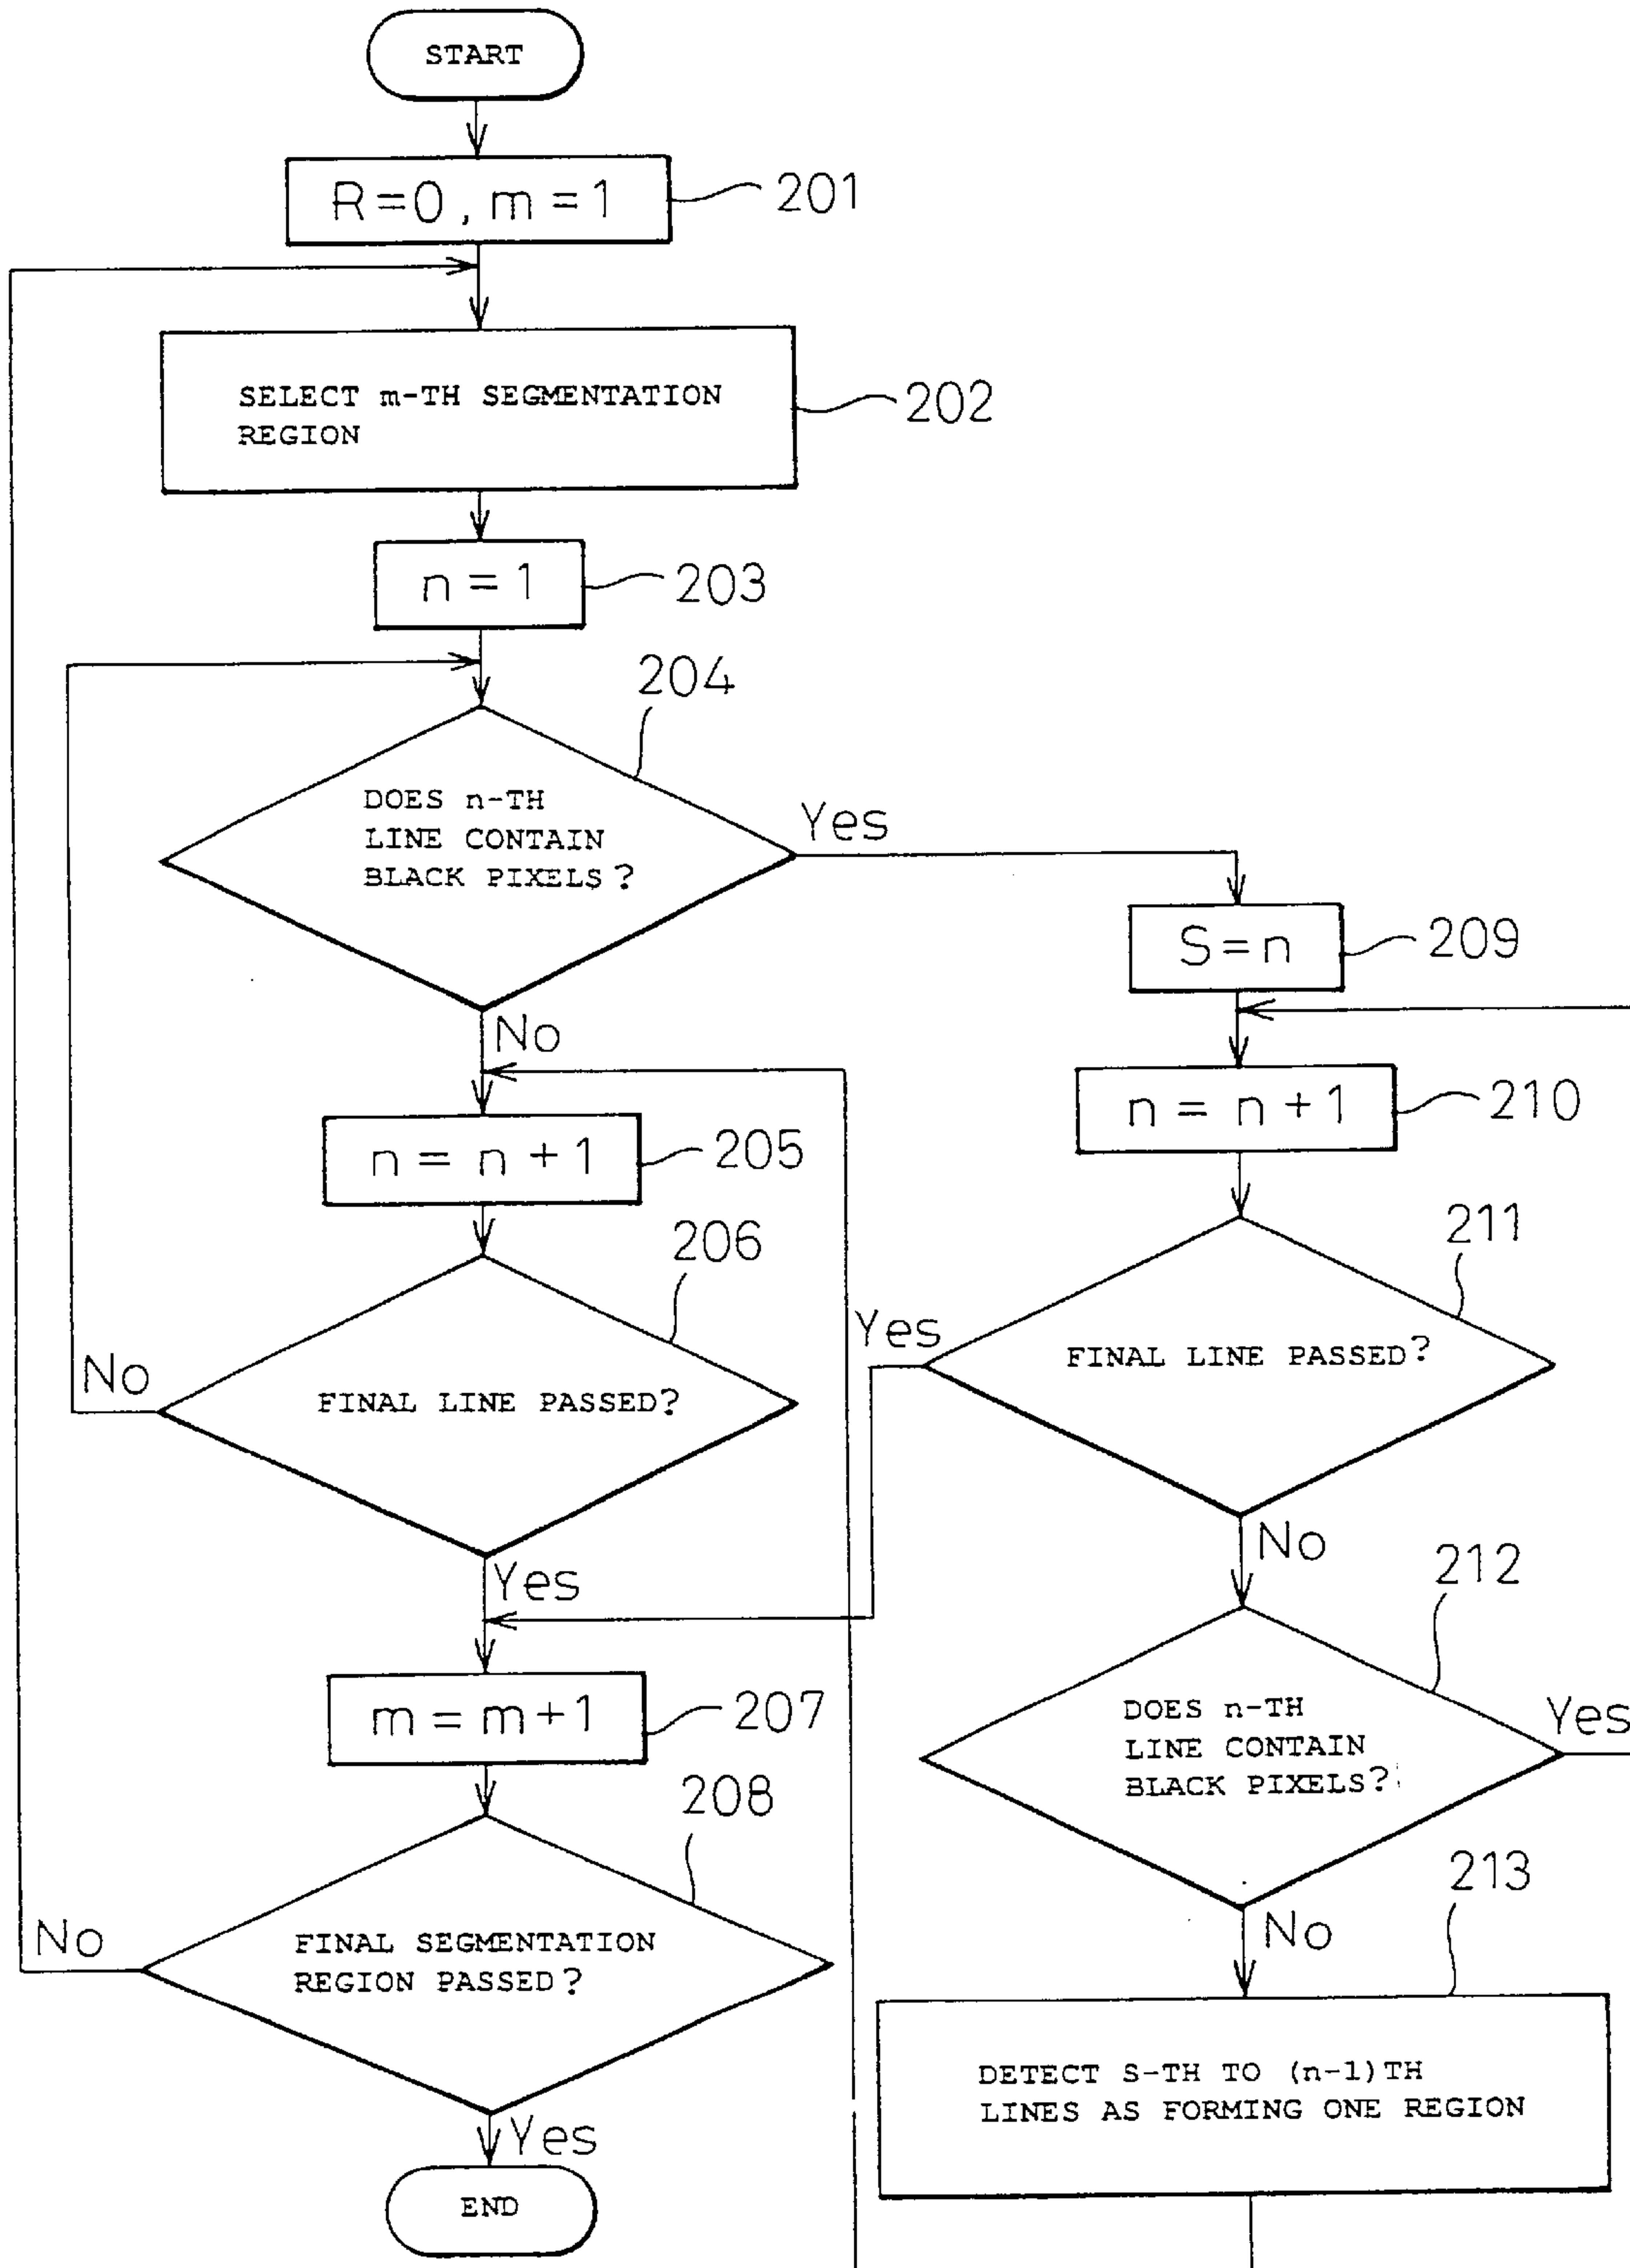 START
R=0, m=1
201
SELECT m-TH SEGMENTATION
REGION
202
n=1
203
204
DOES n-TH
LINE CONTAIN
BLACK PIXELS?
Yes
No
n=n+1
205
206
FINAL LINE PASSED?
No
Yes
m=m+1
207
208
FINAL SEGMENTATION
REGION PASSED?
No
Yes
END
S=n
209
n=n+1
210
211
FINAL LINE PASSED?
Yes
No
212
DOES n-TH
LINE CONTAIN
BLACK PIXELS?
Yes
No
213
DETECT S-TH TO (n-1)TH
LINES AS FORMING ONE REGION